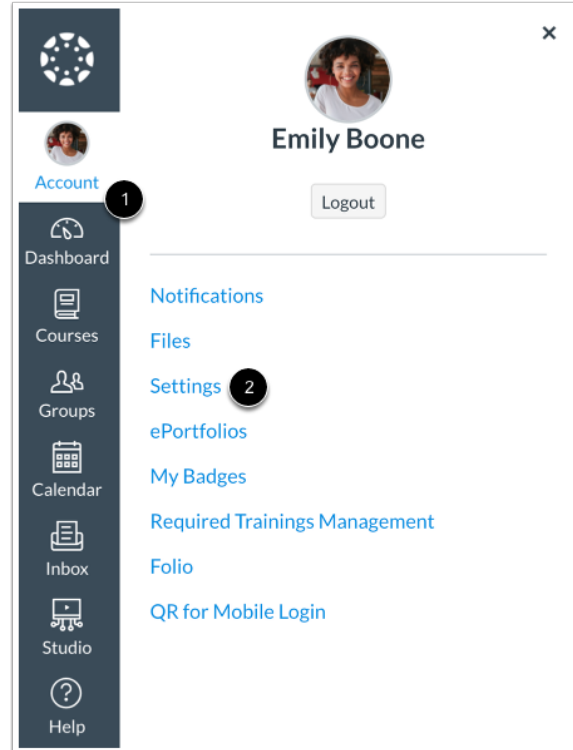 Account
1
Dashboard
Courses
Groups
Calendar
Inbox
Studio
Help
×
Emily Boone
Logout
Notifications
Files
Settings 2
ePortfolios
My Badges
Required Trainings Management
Folio
QR for Mobile Login